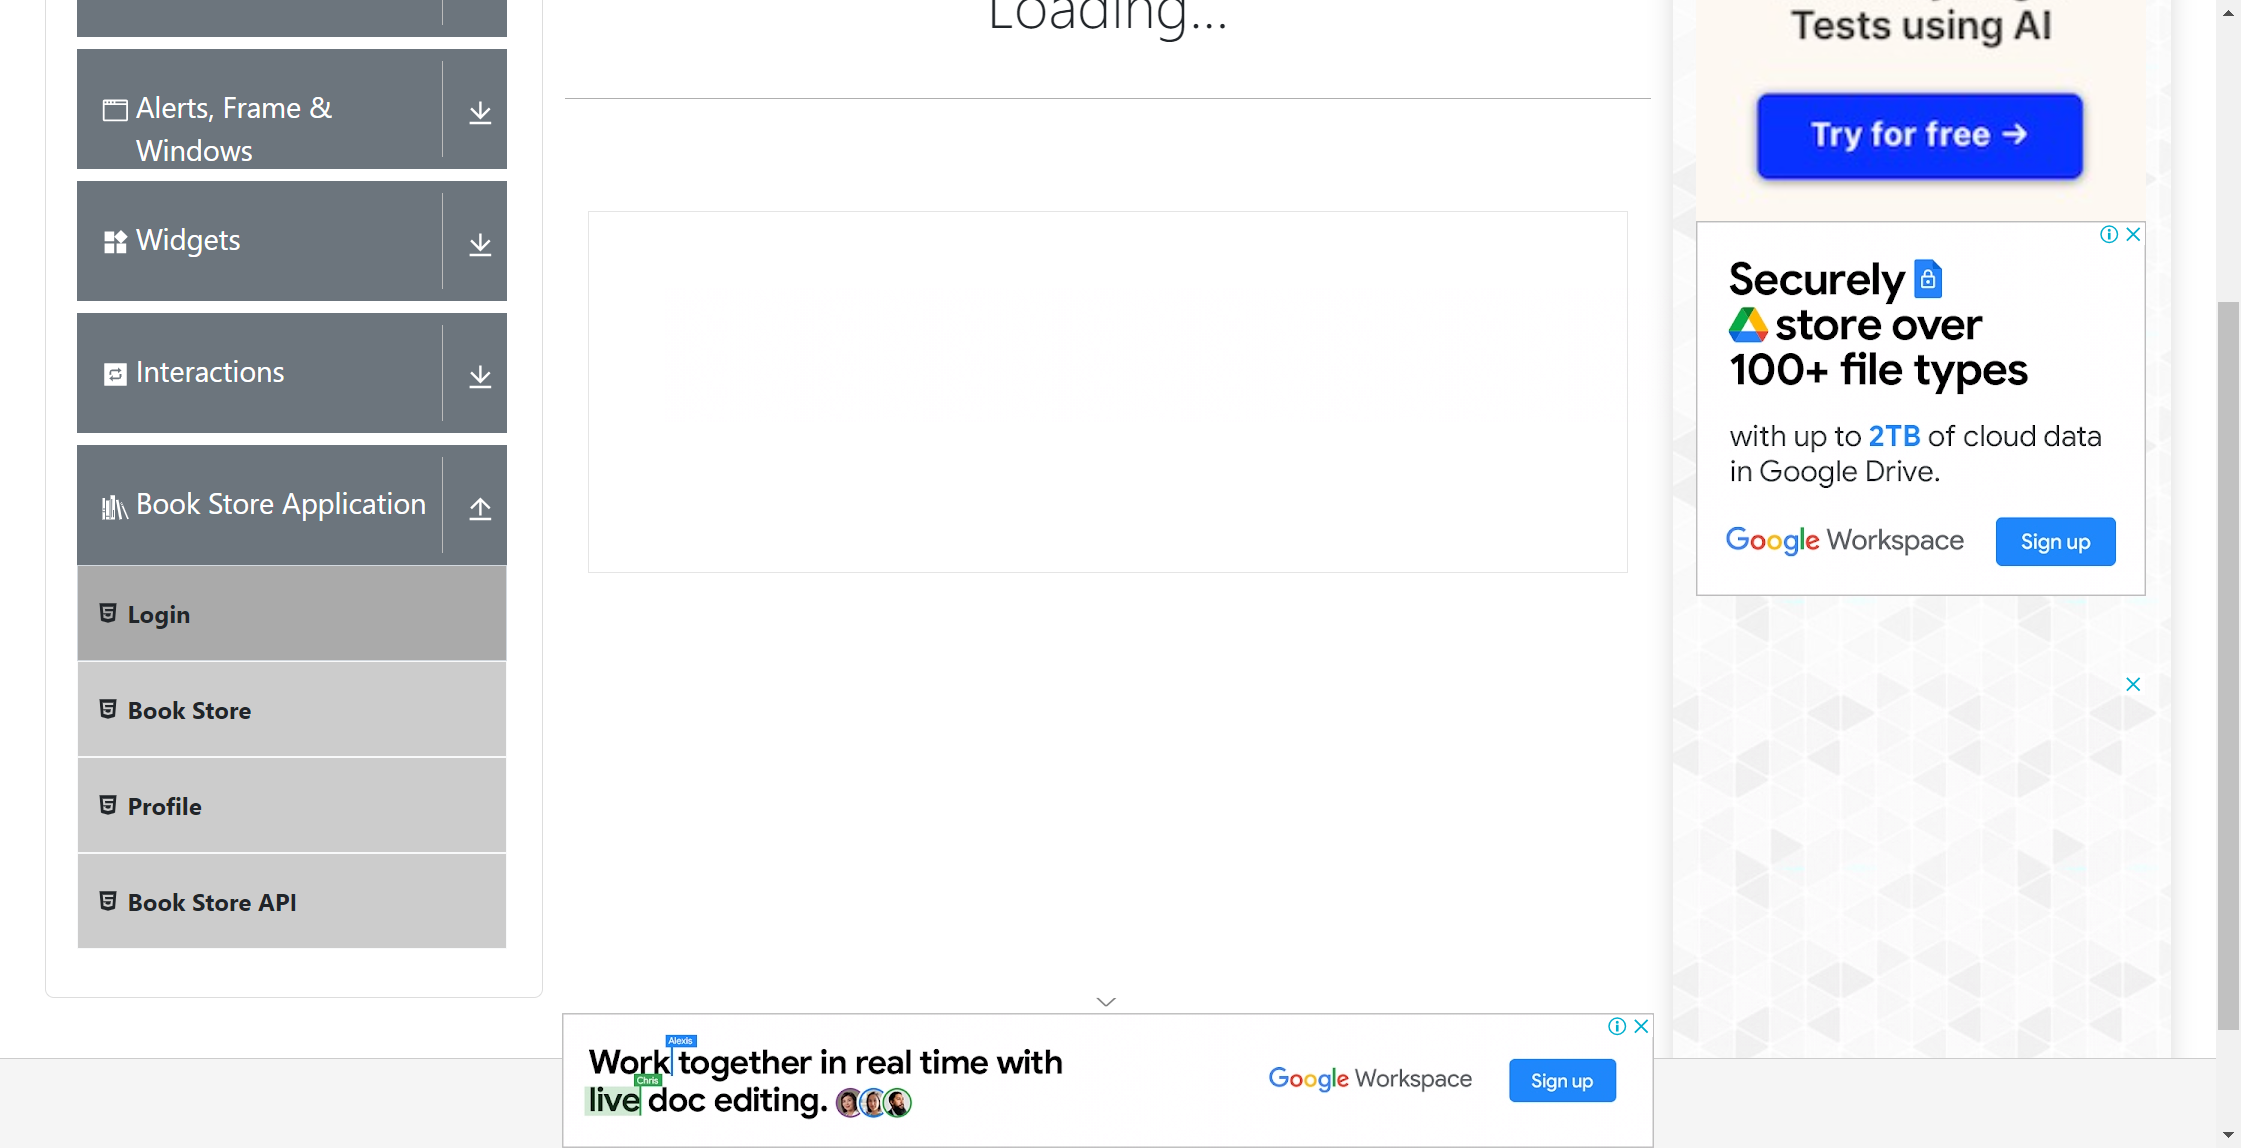 Loading...
Alerts, Frame &
Windows
Widgets
Interactions
Book Store Application
Login
Book Store
Profile
Book Store API
Tests using AI
Try for free →
Securely
store over
100+ file types
with up to 2TB of cloud data
in Google Drive.
Google Workspace
Sign up
Alexis
Work together in real time with
Chris
live doc editing.
Google Workspace
Sign up